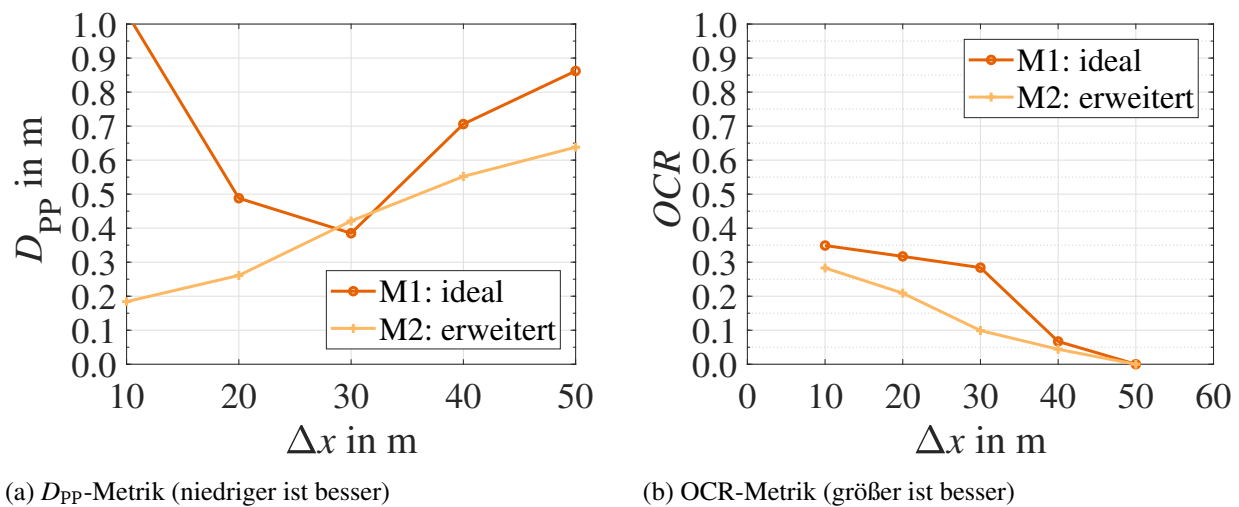 1.0
0.9
0.8
0.7
0.6
0.5
0.4
0.3
0.2
0.1
0.0
D_PP in m
10 20 30 40 50
Δx in m
M1: ideal
M2: erweitert
(a) D_PP-Metrik (niedriger ist besser)
1.0
0.9
0.8
0.7
0.6
0.5
0.4
0.3
0.2
0.1
0.0
OCR
0 10 20 30 40 50 60
Δx in m
M1: ideal
M2: erweitert
(b) OCR-Metrik (größer ist besser)